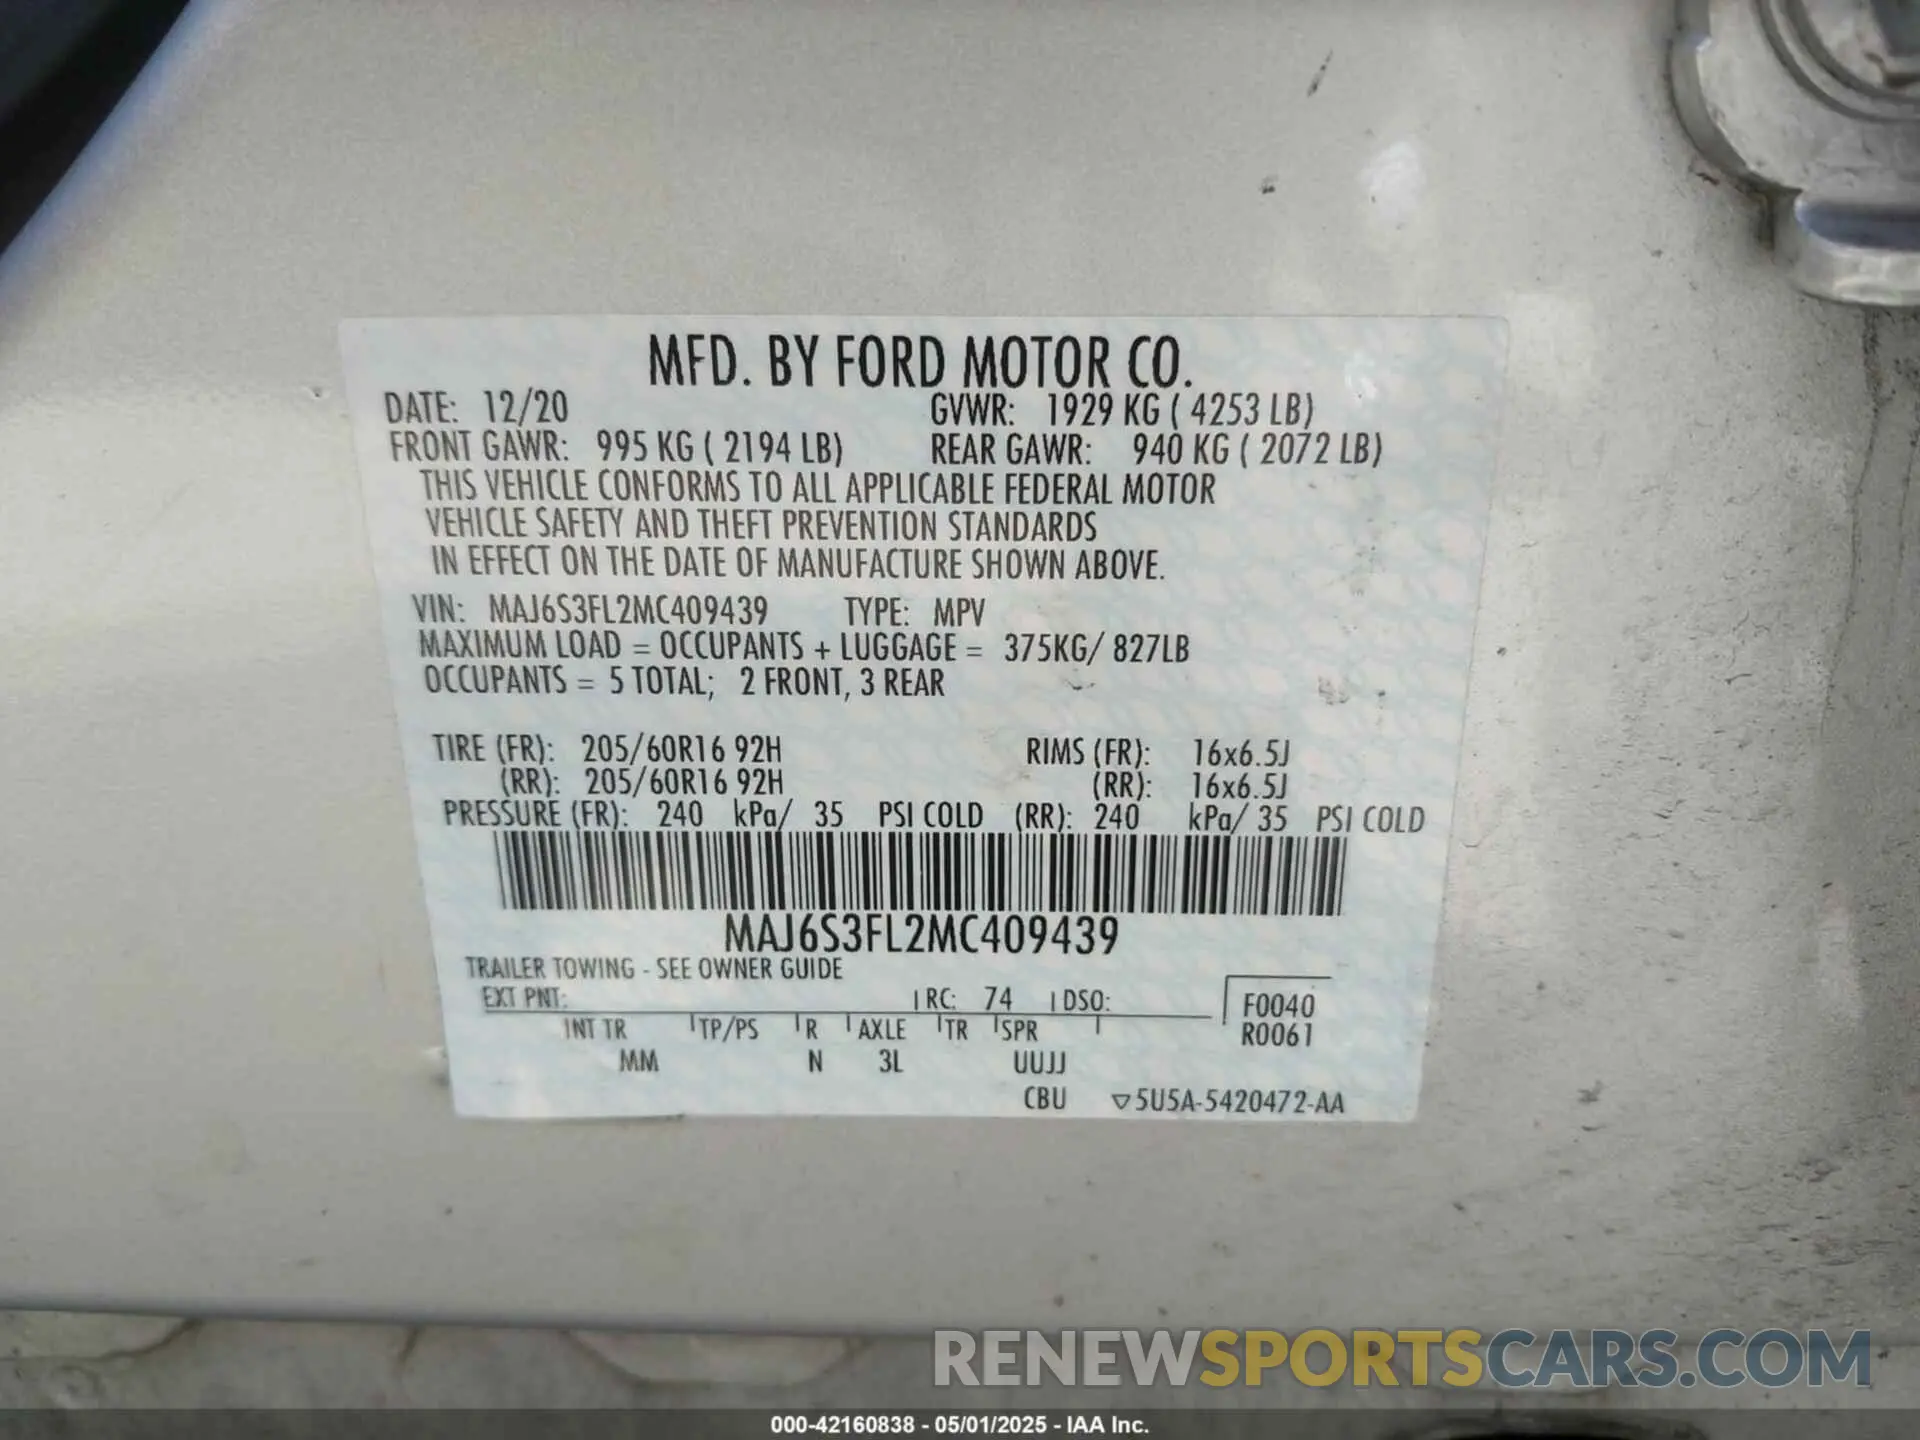 MFD. BY FORD MOTOR CO.
DATE: 12/20 GVWR: 1929 KG ( 4253 LB)
FRONT GAWR: 995 KG ( 2194 LB) REAR GAWR: 940 KG ( 2072 LB)
THIS VEHICLE CONFORMS TO ALL APPLICABLE FEDERAL MOTOR
VEHICLE SAFETY AND THEFT PREVENTION STANDARDS
IN EFFECT ON THE DATE OF MANUFACTURE SHOWN ABOVE.
VIN: MAJ6S3FL2MC409439 TYPE: MPV
MAXIMUM LOAD = OCCUPANTS + LUGGAGE = 375KG/ 827LB
OCCUPANTS = 5 TOTAL; 2 FRONT, 3 REAR
TIRE (FR): 205/60R16 92H RIMS (FR): 16x6.5J
(RR): 205/60R16 92H (RR): 16x6.5J
PRESSURE (FR): 240 kPa/ 35 PSI COLD (RR): 240 kPa/ 35 PSI COLD
MAJ6S3FL2MC409439
TRAILER TOWING - SEE OWNER GUIDE
EXT PNT: RC: 74 DSO: F0040
INT TR TP/PS R AXLE TR SPR R0061
MM N 3L UUJJ
CBU ▽5U5A-5420472-AA
RENEWSPORTSCARS.COM
000-42160838 - 05/01/2025 - IAA Inc.